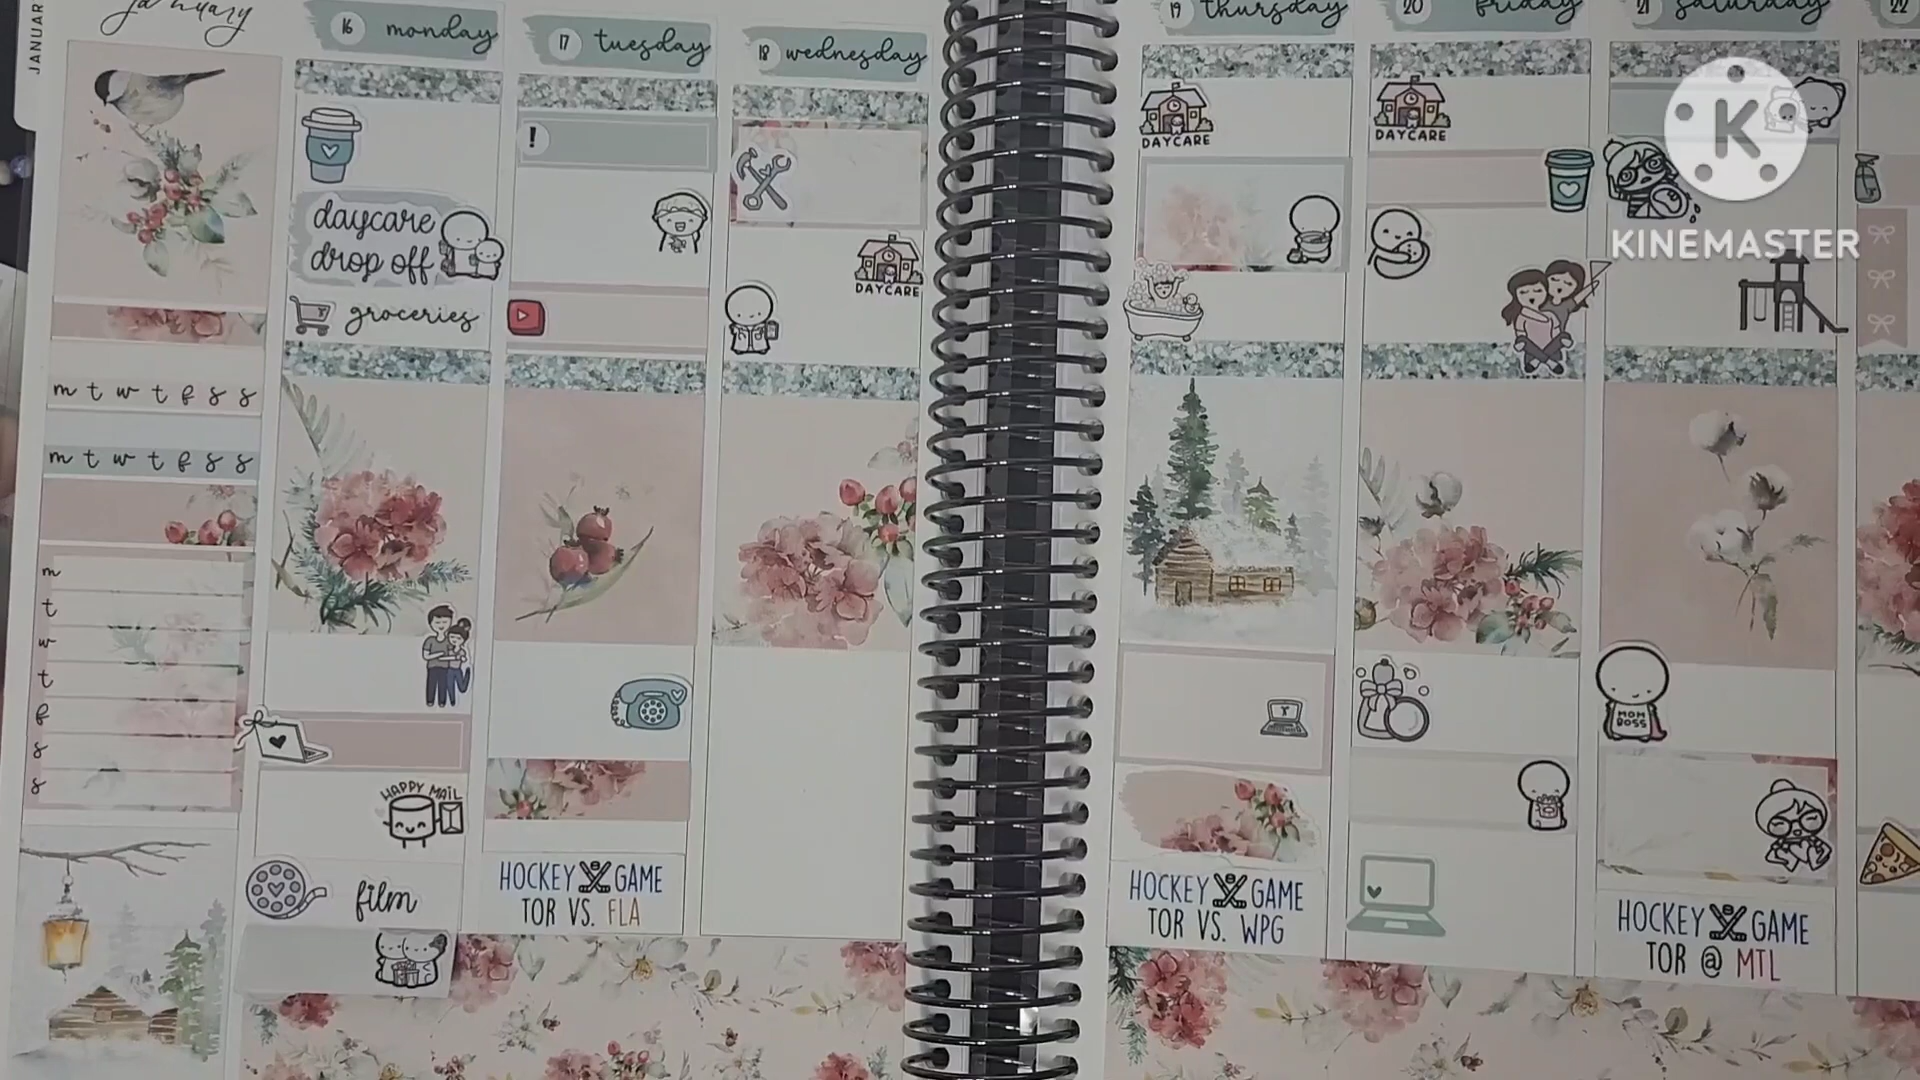 JANUARY
january
16 monday
17 tuesday
18 wednesday
19 thursday
20 friday
21 saturday
22
KINEMASTER
daycare
drop off
groceries
!
DAYCARE
DAYCARE
DAYCARE
m t w t f s s
m t w t f s s
m
t
w
t
f
s
s
HAPPY MAIL
film
HOCKEY GAME
TOR VS. FLA
HOCKEY GAME
TOR VS. WPG
MOM
BOSS
HOCKEY GAME
TOR @ MTL